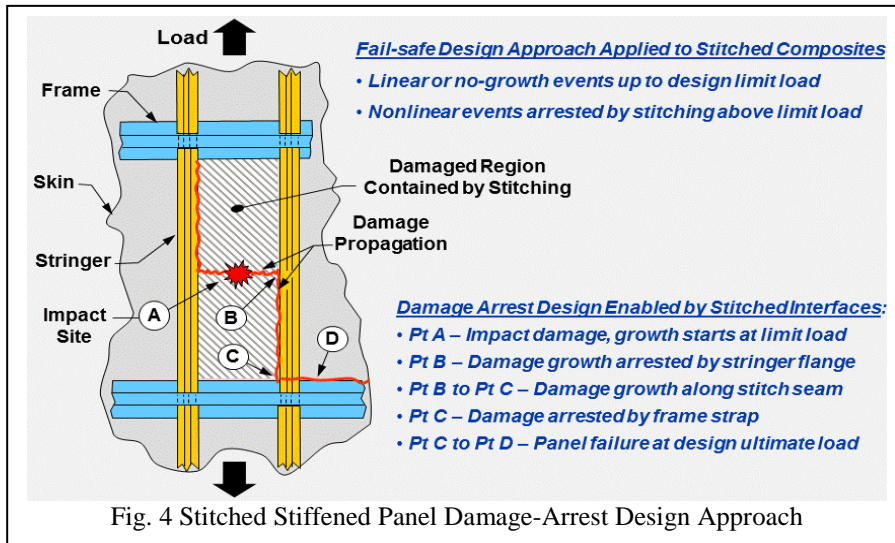 Load
Fail-safe Design Approach Applied to Stitched Composites
• Linear or no-growth events up to design limit load
• Nonlinear events arrested by stitching above limit load
Frame
Skin
Stringer
Impact
Site
A
B
C
D
Damaged Region
Contained by Stitching
Damage
Propagation
Damage Arrest Design Enabled by Stitched Interfaces:
• Pt A – Impact damage, growth starts at limit load
• Pt B – Damage growth arrested by stringer flange
• Pt B to Pt C – Damage growth along stitch seam
• Pt C – Damage arrested by frame strap
• Pt C to Pt D – Panel failure at design ultimate load
Fig. 4 Stitched Stiffened Panel Damage-Arrest Design Approach